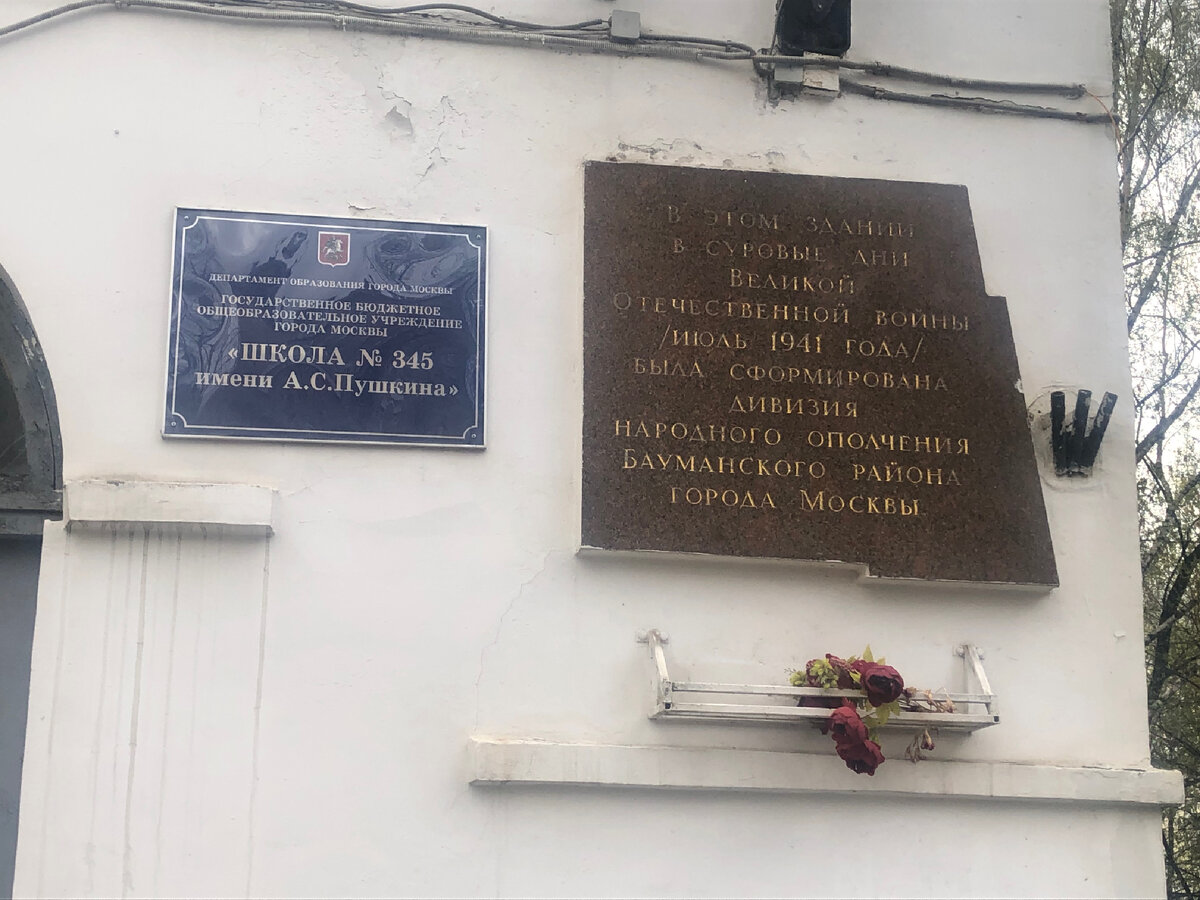 ДЕПАРТАМЕНТ ОБРАЗОВАНИЯ ГОРОДА МОСКВЫ
ГОСУДАРСТВЕННОЕ БЮДЖЕТНОЕ
ОБЩЕОБРАЗОВАТЕЛЬНОЕ УЧРЕЖДЕНИЕ
ГОРОДА МОСКВЫ
«ШКОЛА № 345
имени А.С.Пушкина»
В ЭТОМ ЗДАНИИ
В СУРОВЫЕ ДНИ
ВЕЛИКОЙ
ОТЕЧЕСТВЕННОЙ ВОЙНЫ
/ИЮЛЬ 1941 ГОДА/
БЫЛА СФОРМИРОВАНА
ДИВИЗИЯ
НАРОДНОГО ОПОЛЧЕНИЯ
БАУМАНСКОГО РАЙОНА
ГОРОДА МОСКВЫ